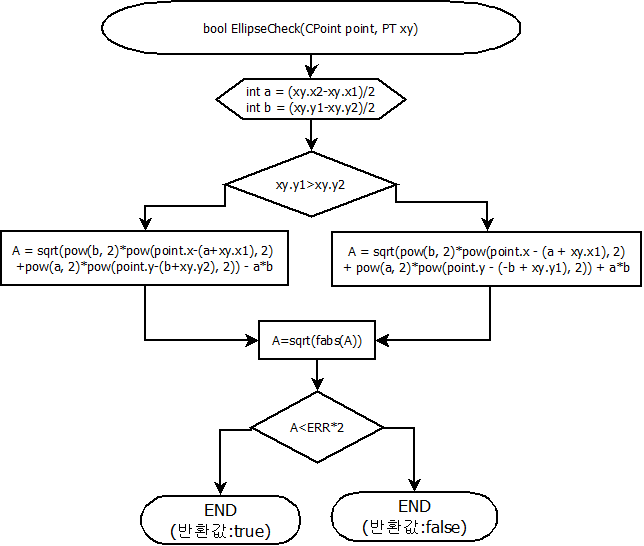 bool EllipseCheck(CPoint point, PT xy)
int a = (xy.x2-xy.x1)/2
int b = (xy.y1-xy.y2)/2
xy.y1>xy.y2
A = sqrt(pow(b, 2)*pow(point.x-(a+xy.x1), 2)
+pow(a, 2)*pow(point.y-(b+xy.y2), 2)) - a*b
A = sqrt(pow(b, 2)*pow(point.x - (a + xy.x1), 2)
+ pow(a, 2)*pow(point.y - (-b + xy.y1), 2)) + a*b
A=sqrt(fabs(A))
A<ERR*2
END
(반환값:true)
END
(반환값:false)